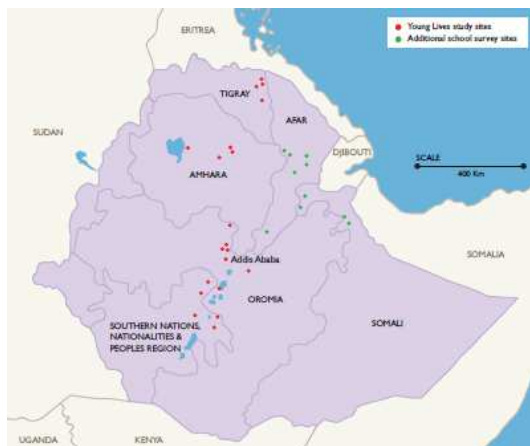 ERITREA
Young Lives study sites
Additional school survey sites
TIGRAY
SUDAN
AFAR
DJIBOUTI
SCALE
400 Km
AMHARA
SOMALIA
Addis Ababa
OROMIA
SOMALI
SOUTHERN NATIONS,
NATIONALITIES &
PEOPLES REGION
UGANDA
KENYA